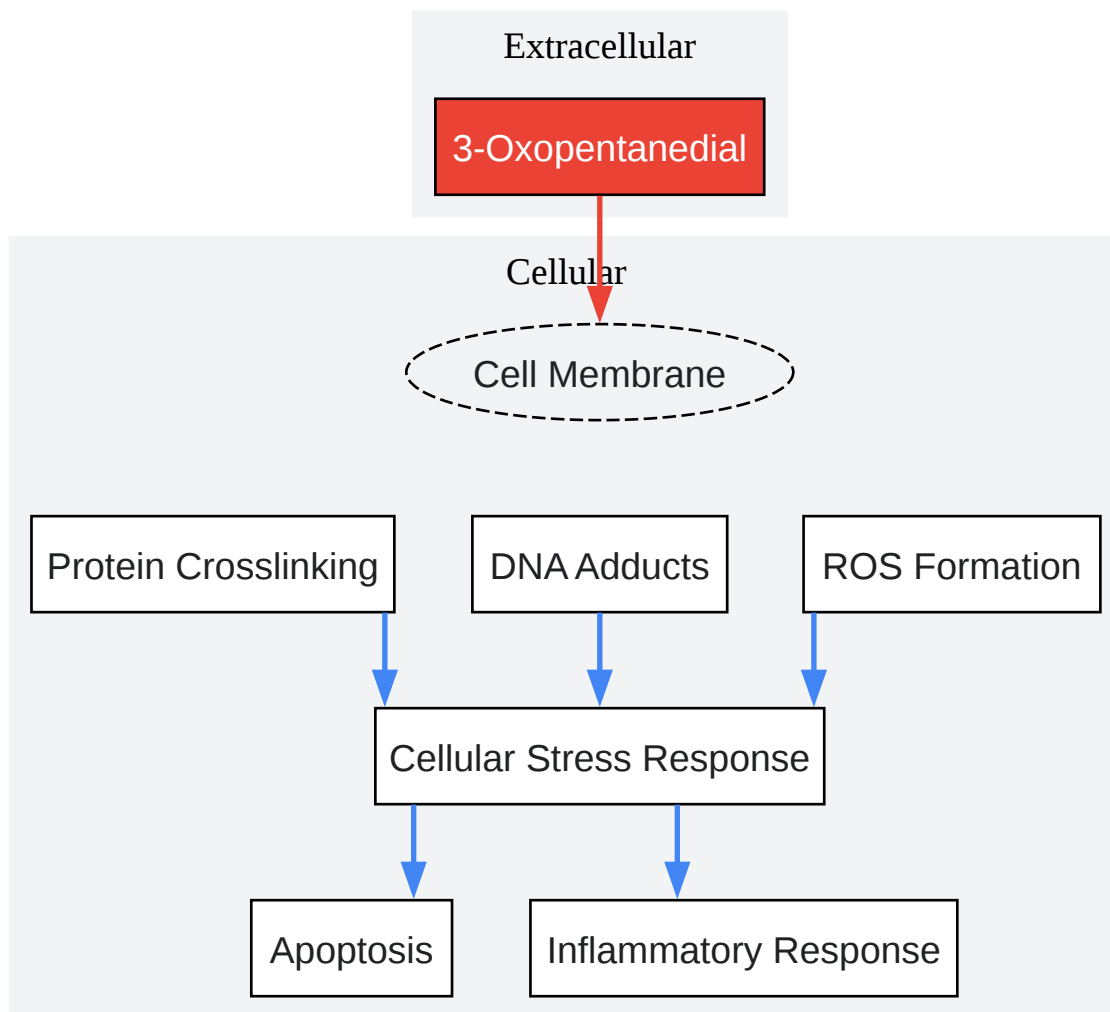 Extracellular
3-Oxopentanedial
Cellular
Cell Membrane
Protein Crosslinking
DNA Adducts
ROS Formation
Cellular Stress Response
Apoptosis
Inflammatory Response